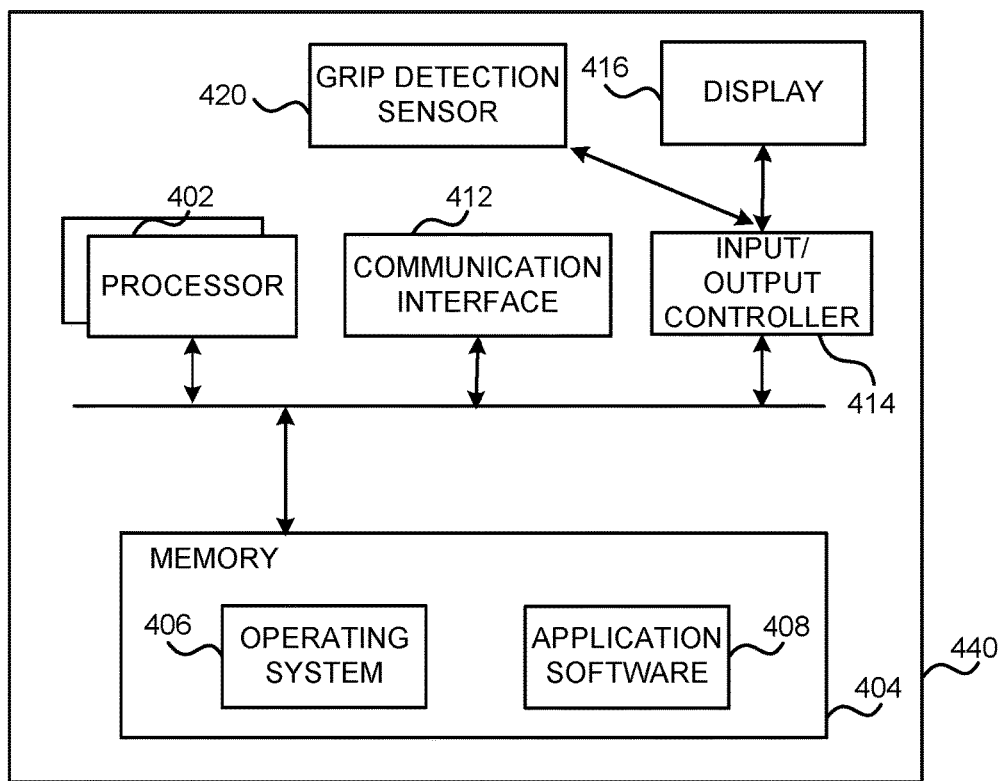 GRIP DETECTION
SENSOR
420
416
DISPLAY
402
PROCESSOR
412
COMMUNICATION
INTERFACE
INPUT/
OUTPUT
CONTROLLER
414
MEMORY
406
OPERATING
SYSTEM
APPLICATION
SOFTWARE
408
404
440